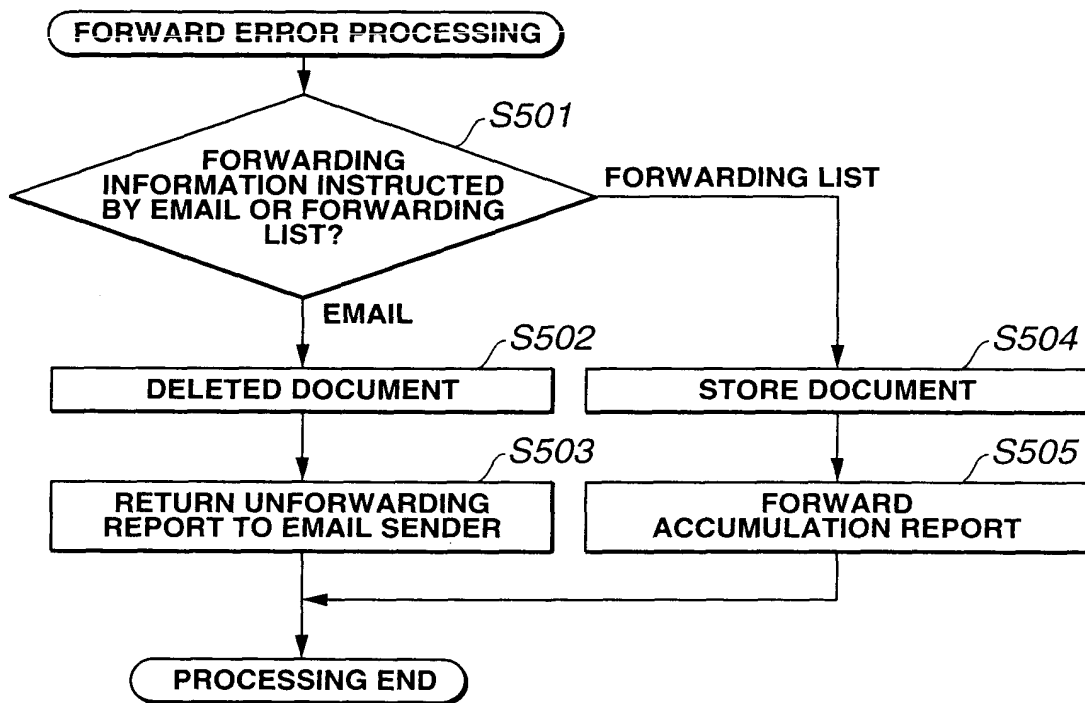 FORWARD ERROR PROCESSING
S501
FORWARDING
INFORMATION INSTRUCTED
BY EMAIL OR FORWARDING
LIST?
FORWARDING LIST
EMAIL
S502
DELETED DOCUMENT
S504
STORE DOCUMENT
S503
RETURN UNFORWARDING
REPORT TO EMAIL SENDER
S505
FORWARD
ACCUMULATION REPORT
PROCESSING END